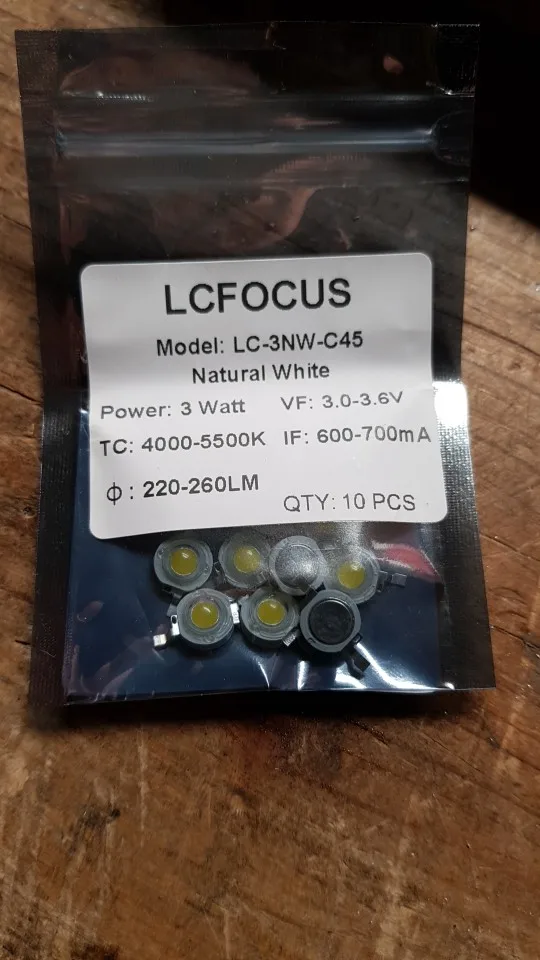 LCFOCUS
Model: LC-3NW-C45
Natural White
Power: 3 Watt VF: 3.0-3.6V
TC: 4000-5500K IF: 600-700mA
ϕ: 220-260LM
QTY: 10 PCS